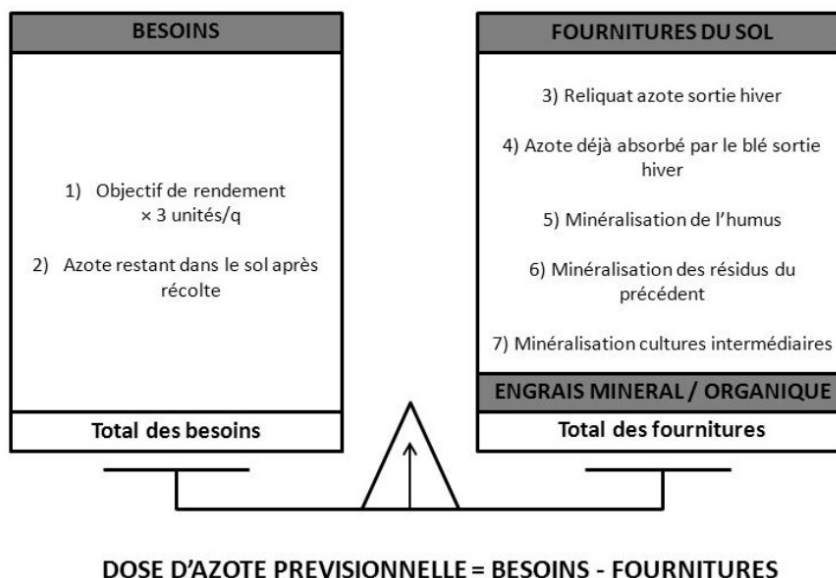 BESOINS
1) Objectif de rendement
× 3 unités/q
2) Azote restant dans le sol après
récolte
Total des besoins
FOURNITURES DU SOL
3) Reliquat azote sortie hiver
4) Azote déjà absorbé par le blé sortie
hiver
5) Minéralisation de l'humus
6) Minéralisation des résidus du
précédent
7) Minéralisation cultures intermédiaires
ENGRAIS MINERAL / ORGANIQUE
Total des fournitures
DOSE D'AZOTE PREVISIONNELLE = BESOINS - FOURNITURES